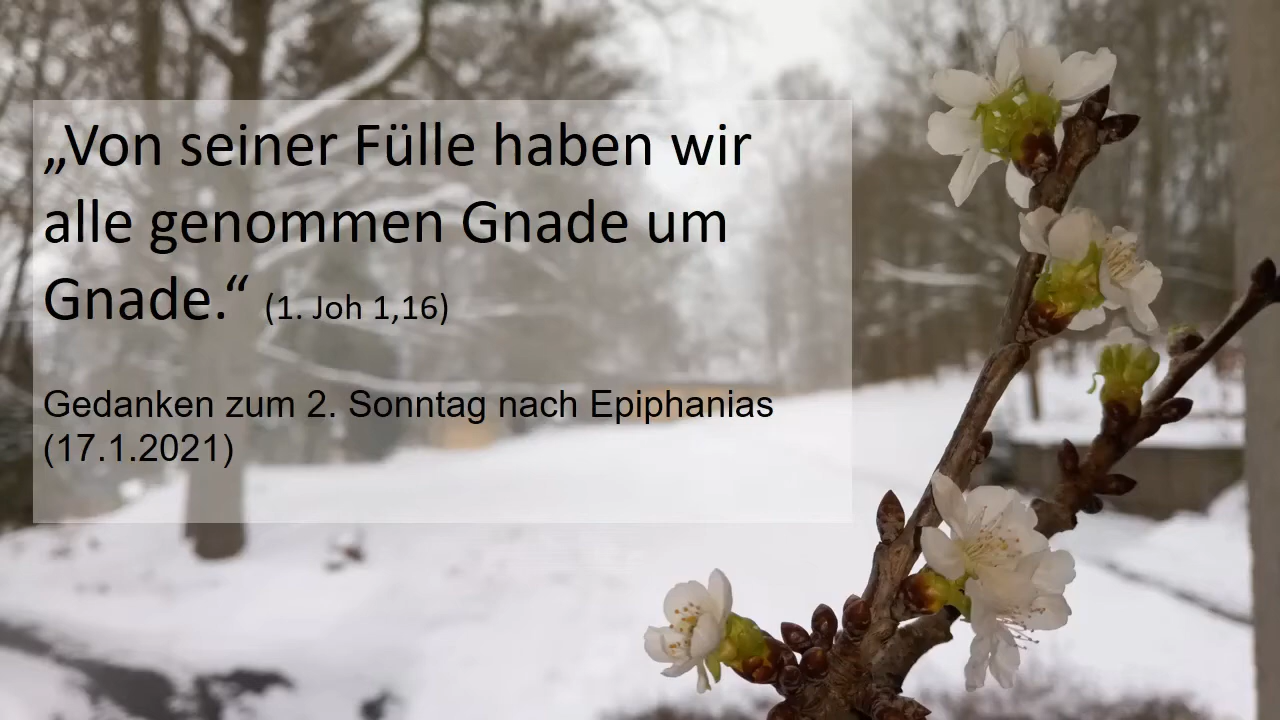 „Von seiner Fülle haben wir
alle genommen Gnade um
Gnade.“ (1. Joh 1,16)
Gedanken zum 2. Sonntag nach Epiphanias
(17.1.2021)